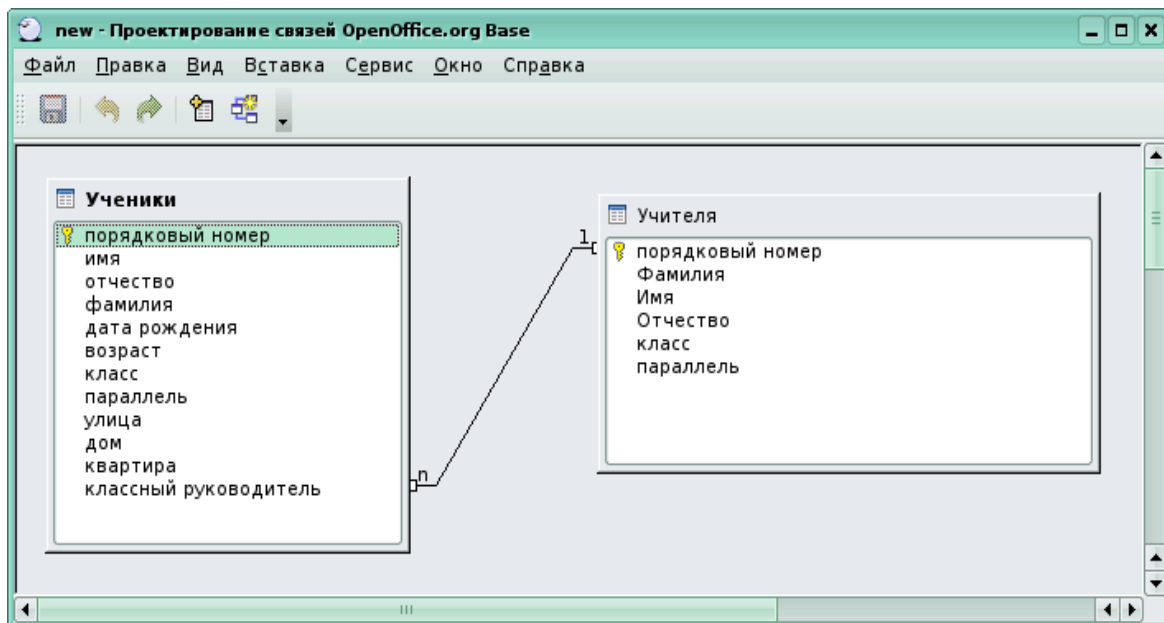 new - Проектирование связей OpenOffice.org Base
Файл Правка Вид Вставка Сервис Окно Справка
Ученики
порядковый номер
имя
отчество
фамилия
дата рождения
возраст
класс
параллель
улица
дом
квартира
классный руководитель
n
1
Учителя
порядковый номер
Фамилия
Имя
Отчество
класс
параллель